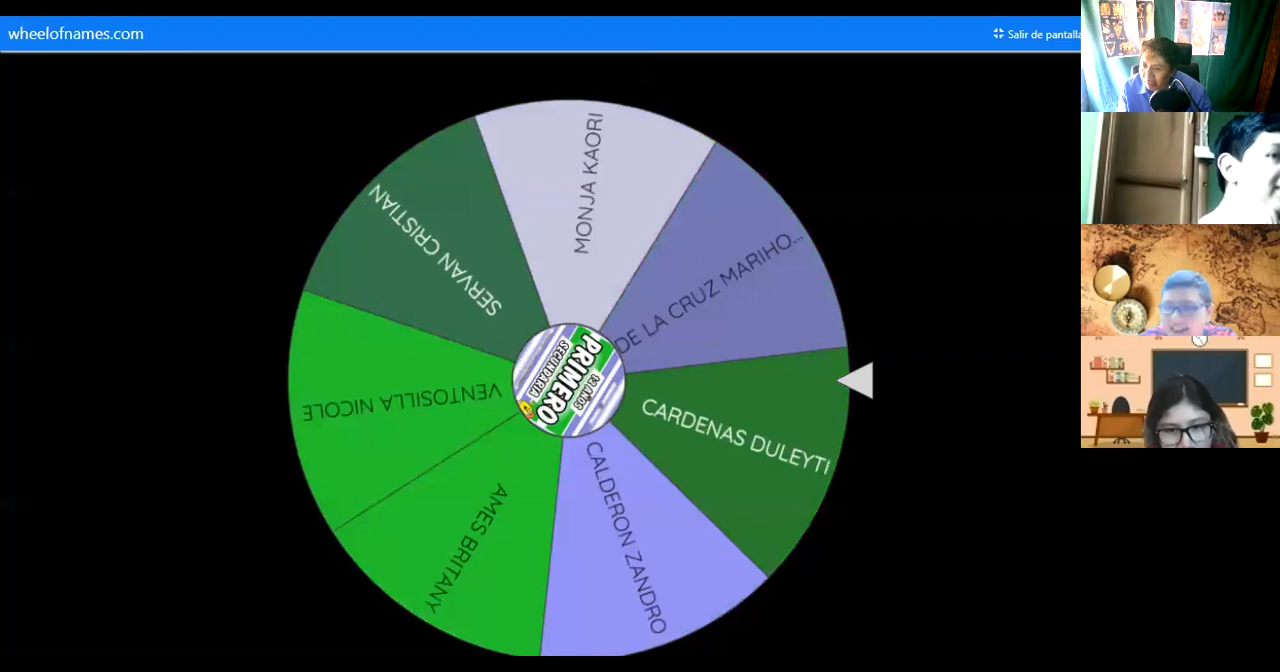 wheelofnames.com
Salir de pantalla
MONJA KAORI
DE LA CRUZ MARIHO...
CARDENAS DULEYTI
CALDERON ZANDRO
AMES BRITANY
VENTOSILLA NICOLE
SERVAN CRISTIAN
PRIMERO
SECUNDARIA